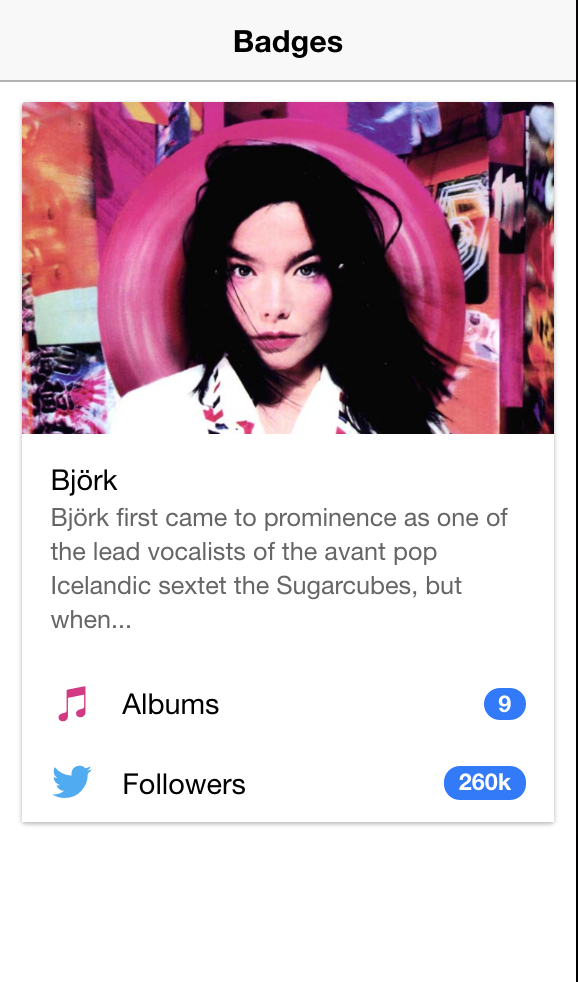 Badges
Björk
Björk first came to prominence as one of
the lead vocalists of the avant pop
Icelandic sextet the Sugarcubes, but
when...
Albums
9
Followers
260k